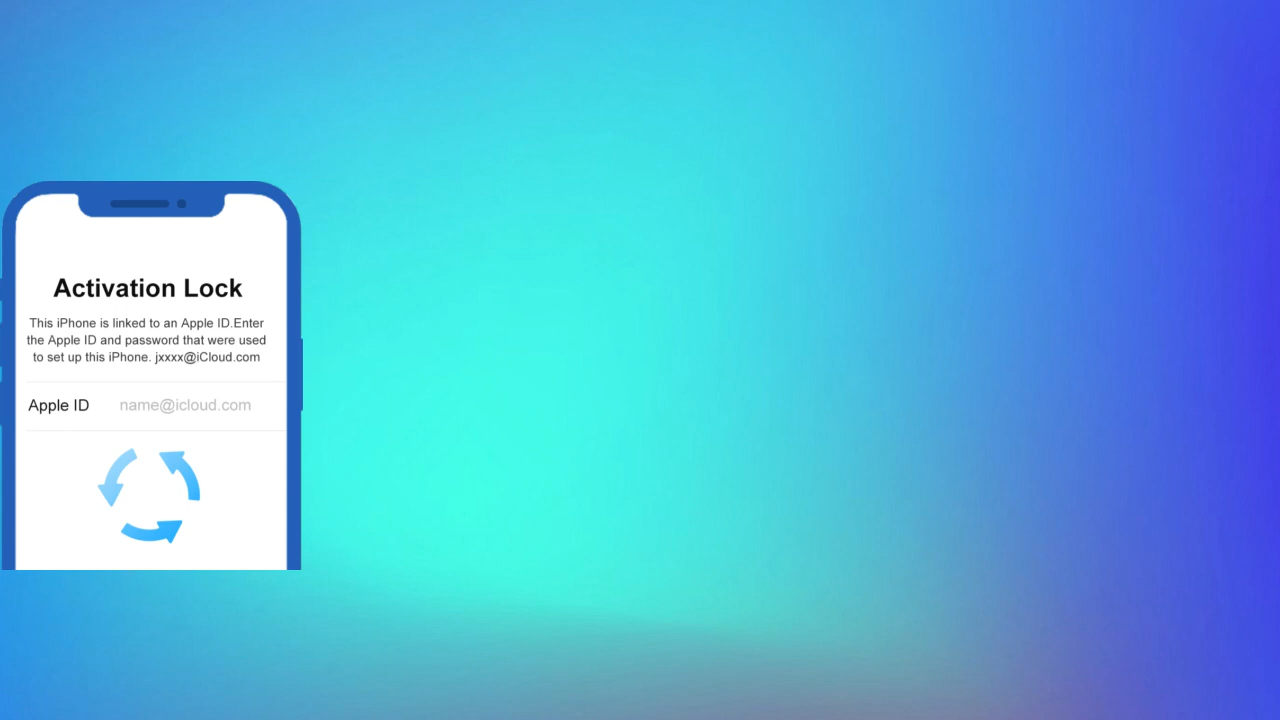 Activation Lock
This iPhone is linked to an Apple ID.Enter
the Apple ID and password that were used
to set up this iPhone. jxxxx@iCloud.com
Apple ID name@icloud.com